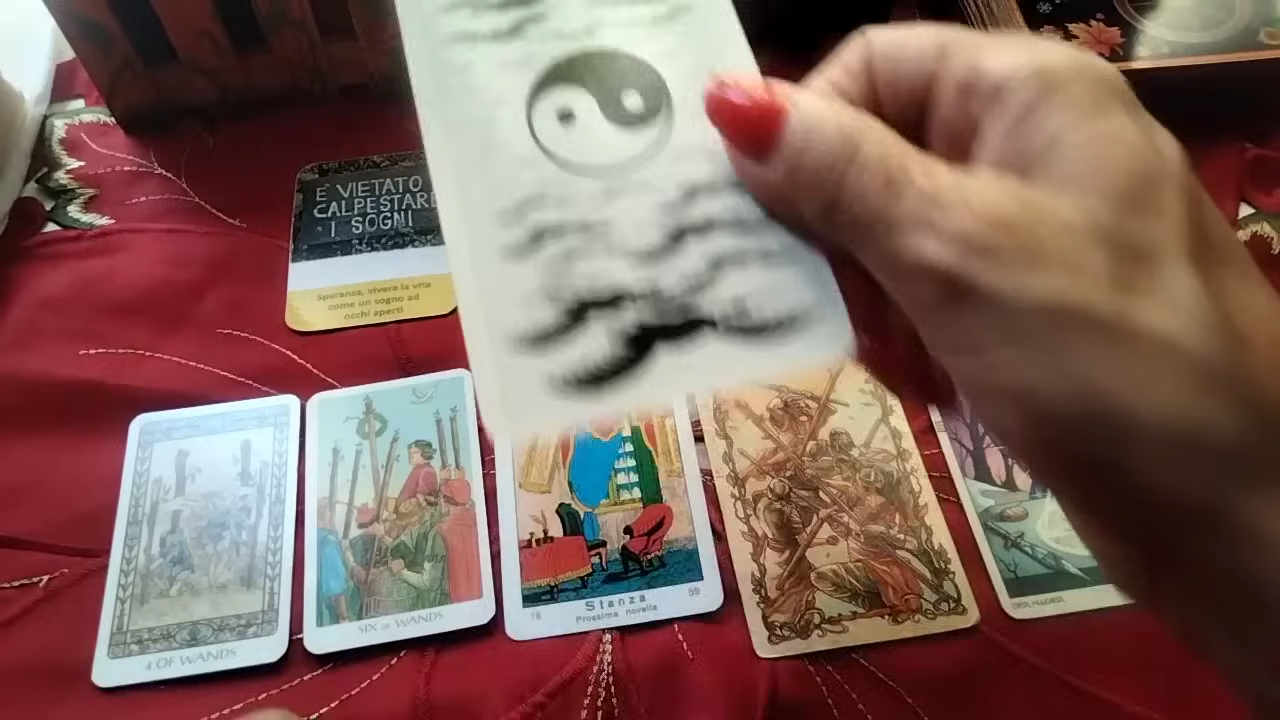 E' VIETATO
CALPESTARE
I SOGNI
Speranza, vivere la vita
come un sogno ad
occhi aperti
4 OF WANDS
SIX OF WANDS
Stanza
16 Prossima novella 59